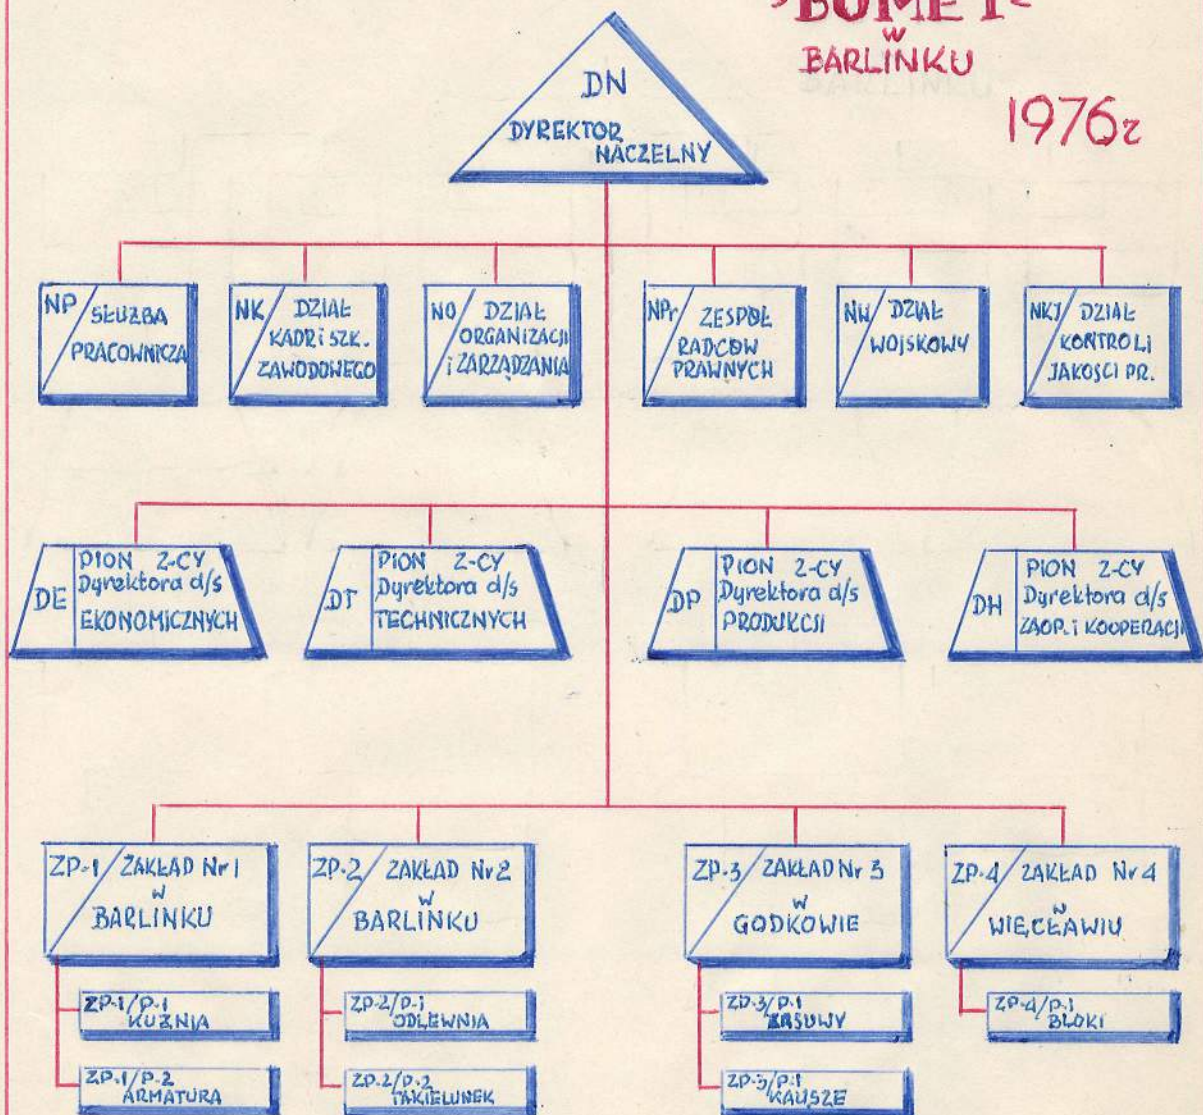 "BOMET"
w
BARLINKU
1976r
DN
DYREKTOR
NACZELNY
NP/ SŁUŻBA
PRACOWNICZA
NK/ DZIAŁ
KADR i SZK.
ZAWODOWEGO
NO/ DZIAŁ
ORGANIZACJI
i ZARZĄDZANIA
NPr/ ZESPÓŁ
RADCÓW
PRAWNYCH
NW/ DZIAŁ
WOJSKOWY
NKJ/ DZIAŁ
KONTROLI
JAKOŚCI PR.
DE
PION Z-CY
Dyrektora d/s
EKONOMICZNYCH
DT
PION Z-CY
Dyrektora d/s
TECHNICZNYCH
DP
PION Z-CY
Dyrektora d/s
PRODUKCJI
DH
PION Z-CY
Dyrektora d/s
ZAOP. i KOOPERACJI
ZP-1/ ZAKŁAD Nr 1
w
BARLINKU
ZP-1/P-1
KUŹNIA
ZP-1/P-2
ARMATURA
ZP-2/ ZAKŁAD Nr 2
w
BARLINKU
ZP-2/P-1
ODLEWNIA
ZP-2/P-2
TAKIELUNEK
ZP-3/ ZAKŁAD Nr 3
w
GODKOWIE
ZP-3/P-1
ZASUWY
ZP-3/P-1
KAUSZE
ZP-4/ ZAKŁAD Nr 4
w
WIĘCŁAWIU
ZP-4/P-1
BLOKI